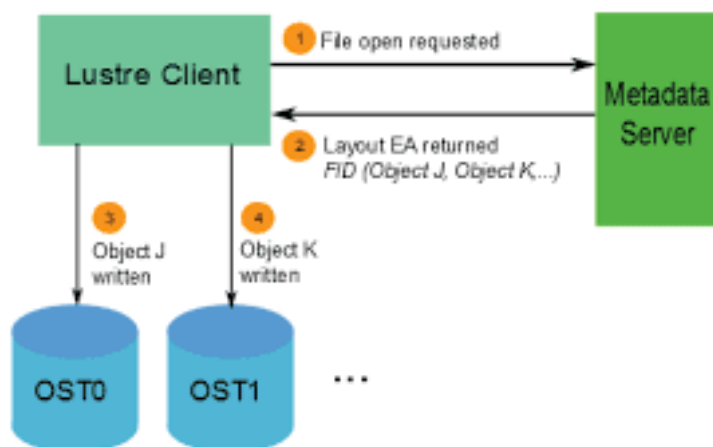 1 File open requested
Lustre Client
Metadata
Server
2 Layout EA returned
FID (Object J, Object K,...)
3
Object J
written
4
Object K
written
OST0
OST1
...